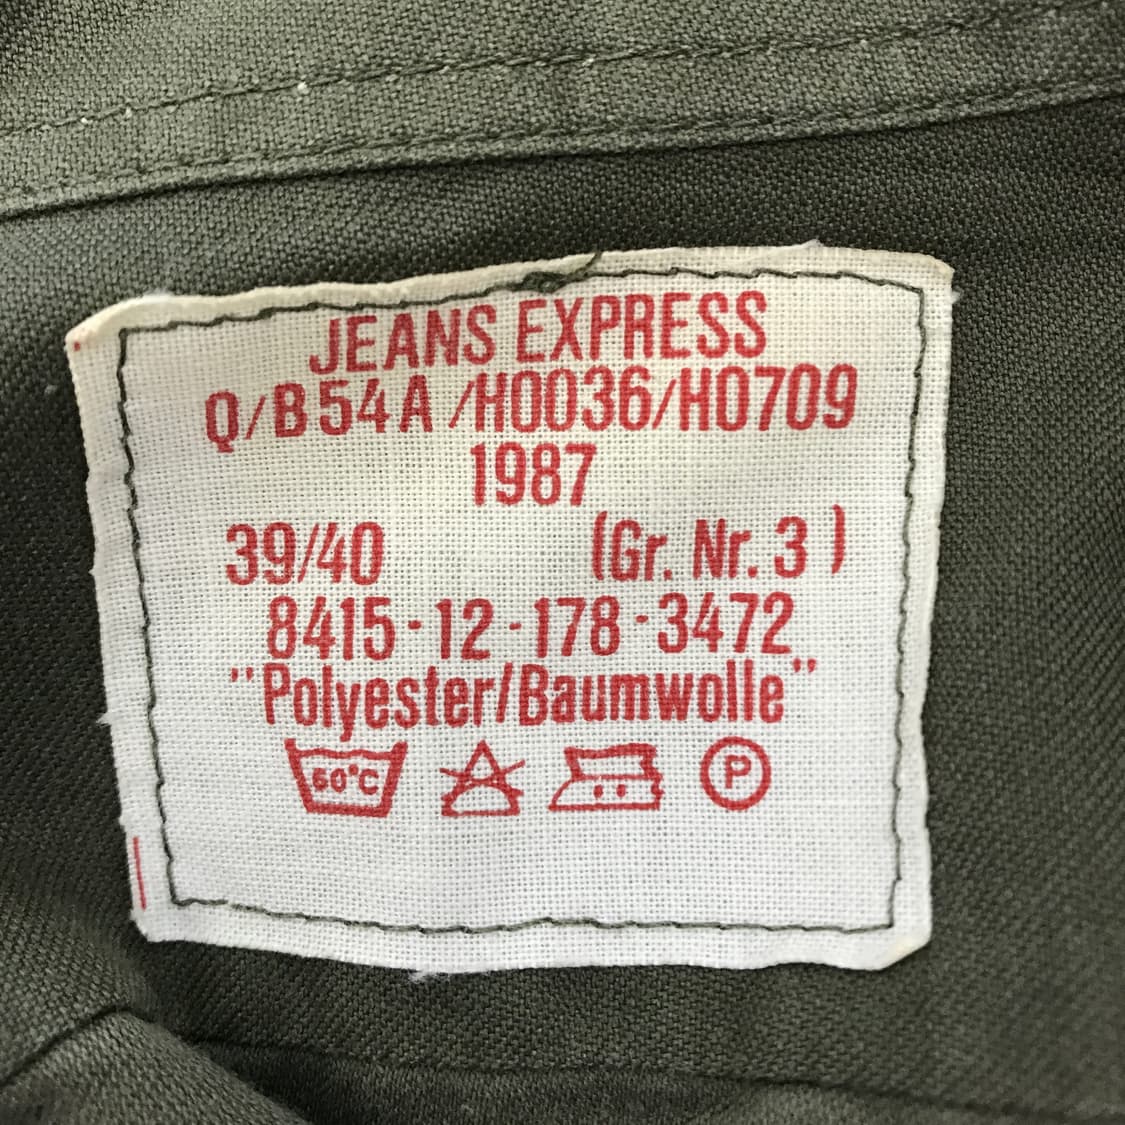 JEANS EXPRESS
Q/B54A/H0036/H0709
1987
39/40 (Gr. Nr. 3)
8415-12-178-3472
"Polyester/Baumwolle"
60°C P